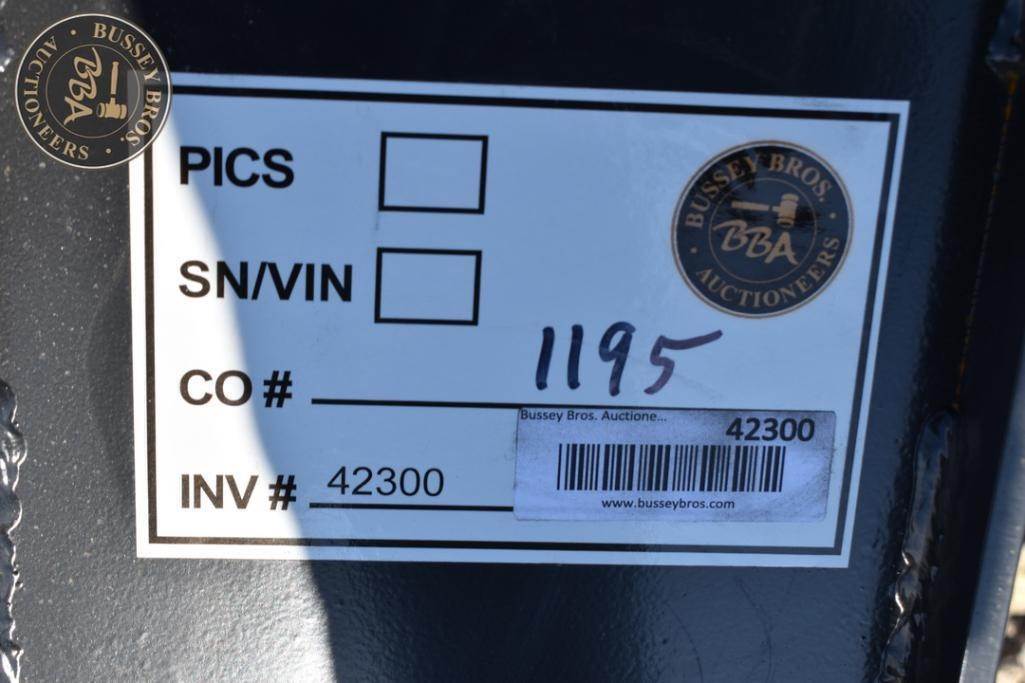 BUSSEY BROS. • AUCTIONEERS •
BBA
PICS
SN/VIN
CO #
INV # 42300
BUSSEY BROS. • AUCTIONEERS •
BBA
1195
Bussey Bros. Auctione...
42300
www.busseybros.com